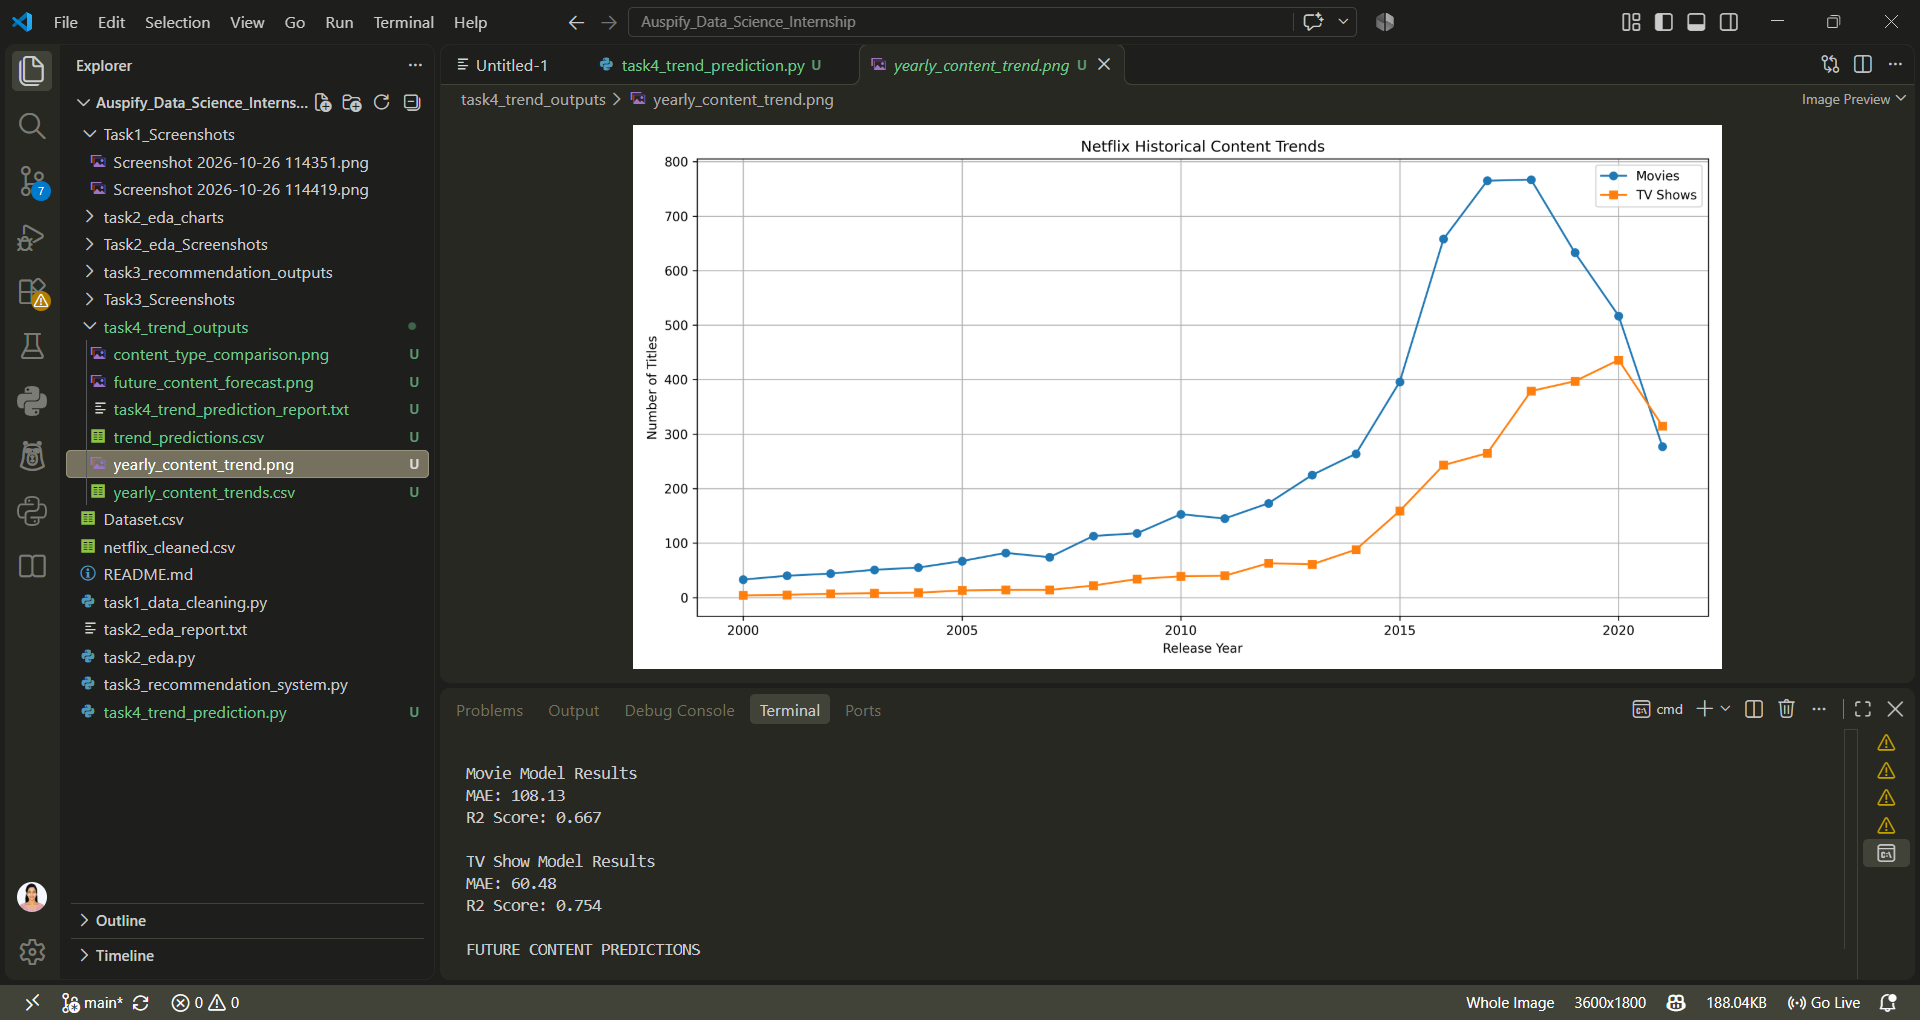 File Edit Selection View Go Run Terminal Help
Auspify_Data_Science_Internship
Explorer
Auspify_Data_Science_Interns...
Task1_Screenshots
Screenshot 2026-10-26 114351.png
Screenshot 2026-10-26 114419.png
task2_eda_charts
Task2_eda_Screenshots
task3_recommendation_outputs
Task3_Screenshots
task4_trend_outputs
content_type_comparison.png U
future_content_forecast.png U
task4_trend_prediction_report.txt U
trend_predictions.csv U
yearly_content_trend.png U
yearly_content_trends.csv U
Dataset.csv
netflix_cleaned.csv
README.md
task1_data_cleaning.py
task2_eda_report.txt
task2_eda.py
task3_recommendation_system.py
task4_trend_prediction.py U
Outline
Timeline
7
Untitled-1
task4_trend_prediction.py U
yearly_content_trend.png U
task4_trend_outputs > yearly_content_trend.png
Image Preview
Netflix Historical Content Trends
Movies
TV Shows
800
700
600
500
400
300
200
100
0
Number of Titles
2000 2005 2010 2015 2020
Release Year
Problems Output Debug Console Terminal Ports
cmd
Movie Model Results
MAE: 108.13
R2 Score: 0.667
TV Show Model Results
MAE: 60.48
R2 Score: 0.754
FUTURE CONTENT PREDICTIONS
main* 0 0
Whole Image 3600x1800 188.04KB Go Live